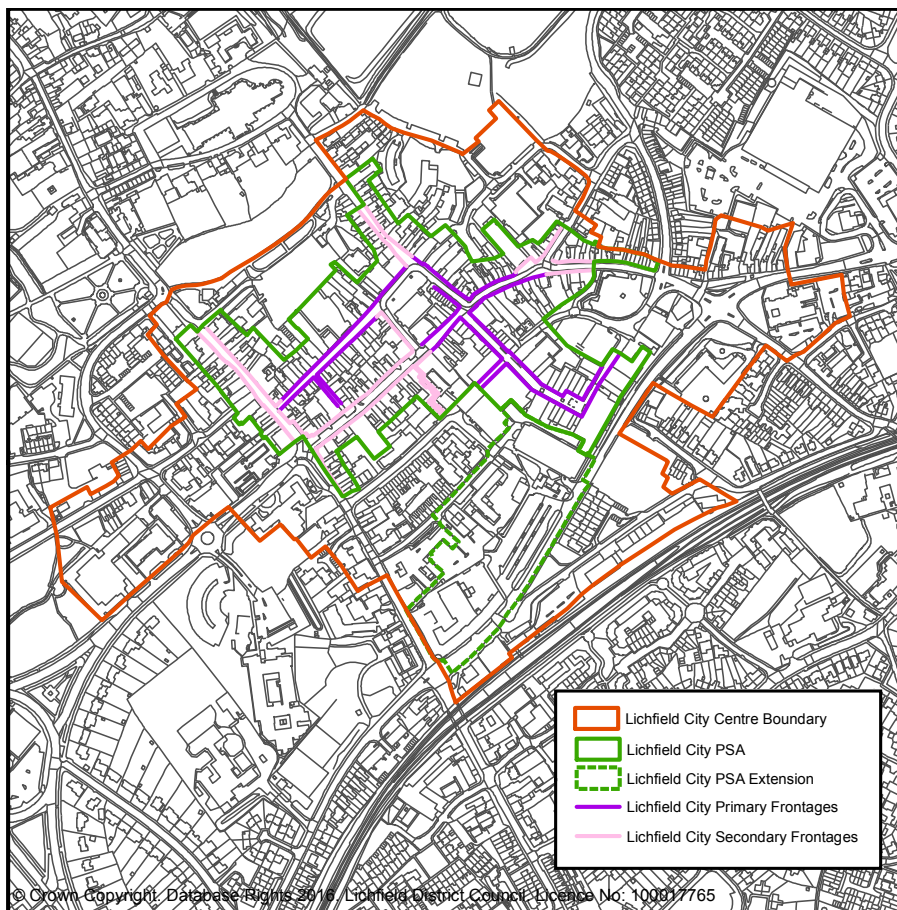 Lichfield City Centre Boundary
Lichfield City PSA
Lichfield City PSA Extension
Lichfield City Primary Frontages
Lichfield City Secondary Frontages
© Crown Copyright. Database Rights 2016. Lichfield District Council. Licence No: 100017765